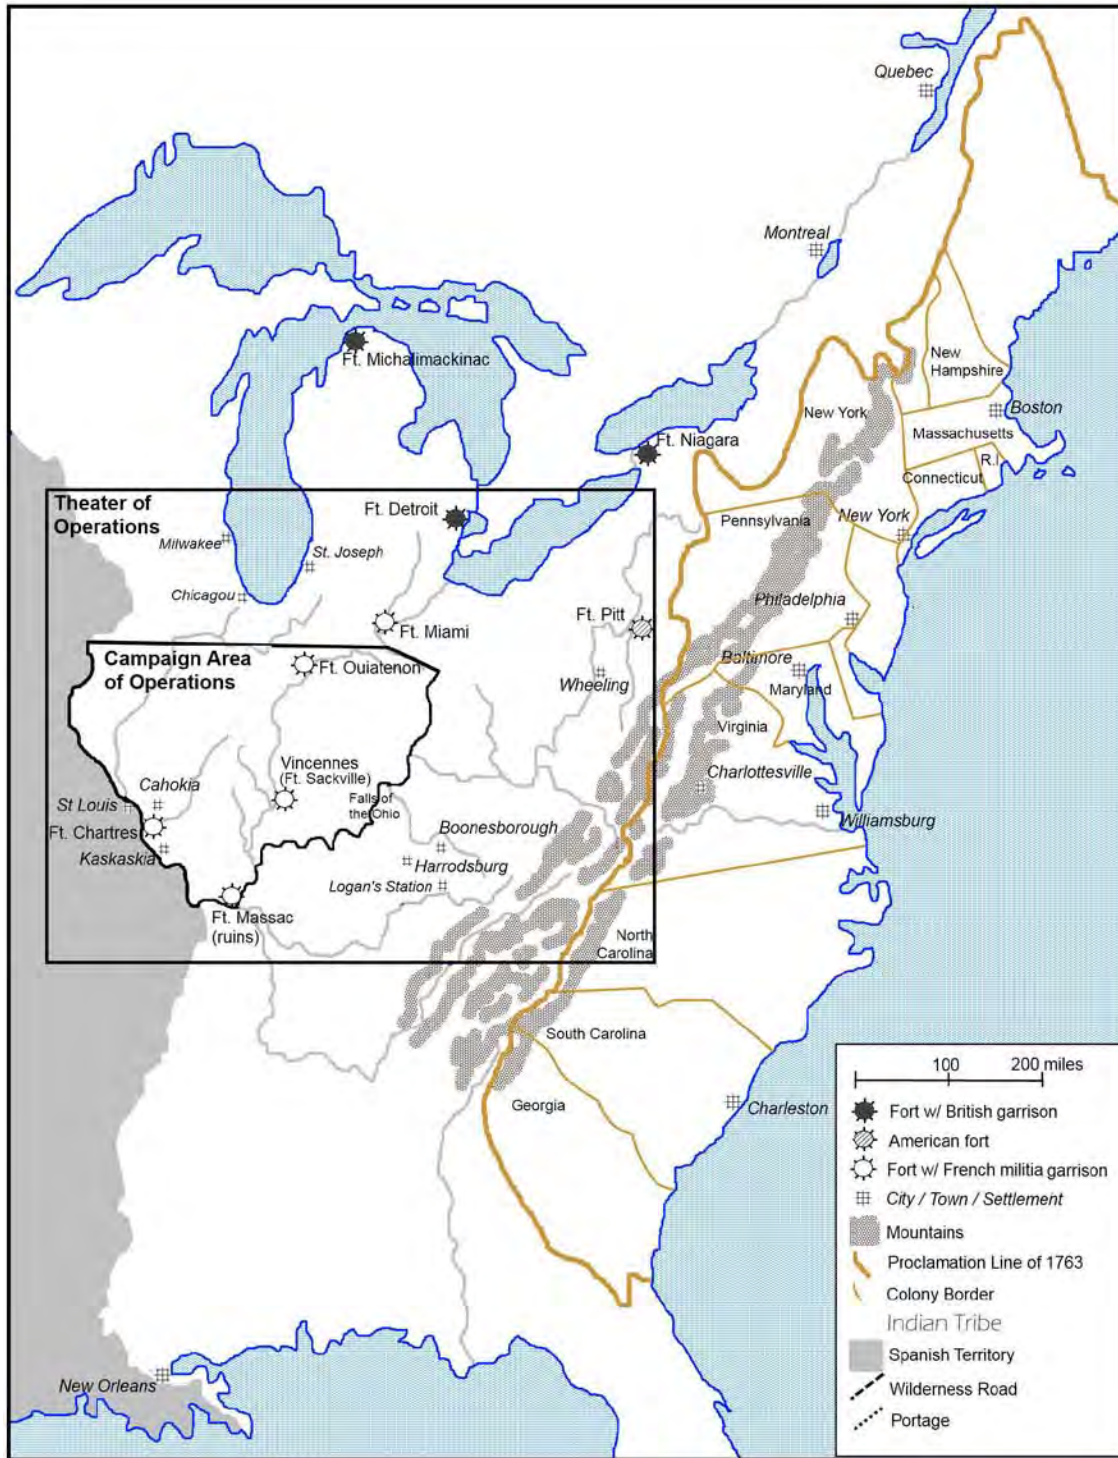 Quebec
Montreal
Ft. Michalimackinac
New
Hampshire
New York
Boston
Massachusetts
Ft. Niagara
R.I.
Connecticut
Theater of
Operations
Ft. Detroit
Pennsylvania
New York
Milwakee
St. Joseph
Chicagou
Philadelphia
Ft. Pitt
Ft. Miami
Campaign Area
of Operations
Ft. Ouiatenon
Baltimore
Wheeling
Maryland
Virginia
Vincennes
(Ft. Sackville)
Charlottesville
Cahokia
St Louis
Falls of
the Ohio
Williamsburg
Ft. Chartres
Boonesborough
Kaskaskia
Harrodsburg
Logan's Station
Ft. Massac
(ruins)
North
Carolina
South Carolina
Georgia
Charleston
New Orleans
100 200 miles
Fort w/ British garrison
American fort
Fort w/ French militia garrison
City / Town / Settlement
Mountains
Proclamation Line of 1763
Colony Border
Indian Tribe
Spanish Territory
Wilderness Road
Portage